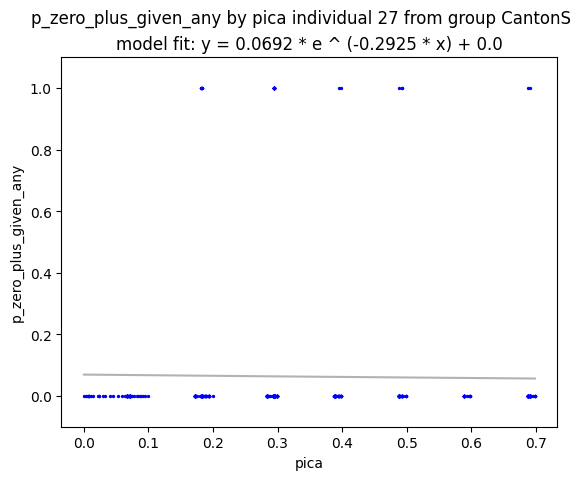 p_zero_plus_given_any by pica individual 27 from group CantonS
model fit: y = 0.0692 * e ^ (-0.2925 * x) + 0.0
1.0
0.8
0.6
0.4
0.2
0.0
p_zero_plus_given_any
0.0 0.1 0.2 0.3 0.4 0.5 0.6 0.7
pica